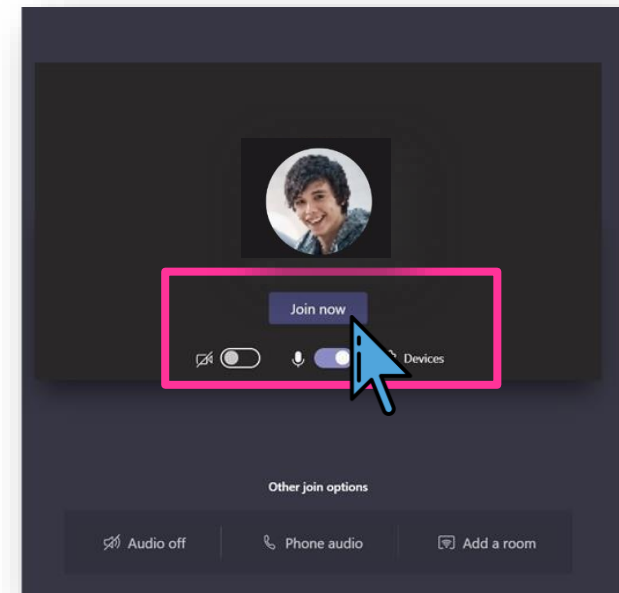 Join now
Devices
Other join options
Audio off Phone audio Add a room